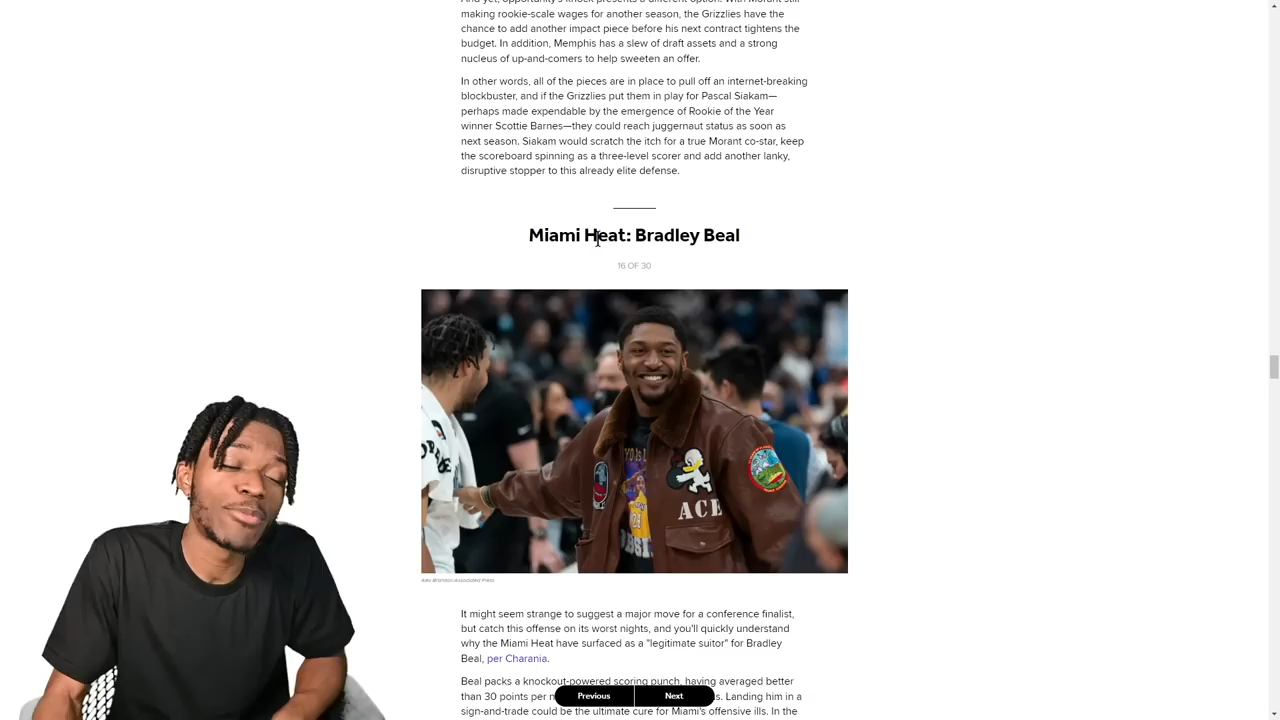 making rookie-scale wages for another season, the Grizzlies have the
chance to add another impact piece before his next contract tightens the
budget. In addition, Memphis has a slew of draft assets and a strong
nucleus of up-and-comers to help sweeten an offer.
In other words, all of the pieces are in place to pull off an internet-breaking
blockbuster, and if the Grizzlies put them in play for Pascal Siakam—
perhaps made expendable by the emergence of Rookie of the Year
winner Scottie Barnes—they could reach juggernaut status as soon as
next season. Siakam would scratch the itch for a true Morant co-star, keep
the scoreboard spinning as a three-level scorer and add another lanky,
disruptive stopper to this already elite defense.
Miami Heat: Bradley Beal
16 OF 30
ACE
Alex Brandon/Associated Press
It might seem strange to suggest a major move for a conference finalist,
but catch this offense on its worst nights, and you'll quickly understand
why the Miami Heat have surfaced as a "legitimate suitor" for Bradley
Beal, per Charania.
Beal packs a knockout-powered scoring punch, having averaged better
than 30 points per
Landing him in a
sign-and-trade could be the ultimate cure for Miami's offensive ills. In the
Previous
Next